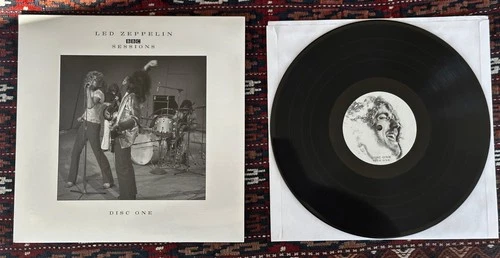 LED ZEPPELIN
BBC
SESSIONS
DISC ONE